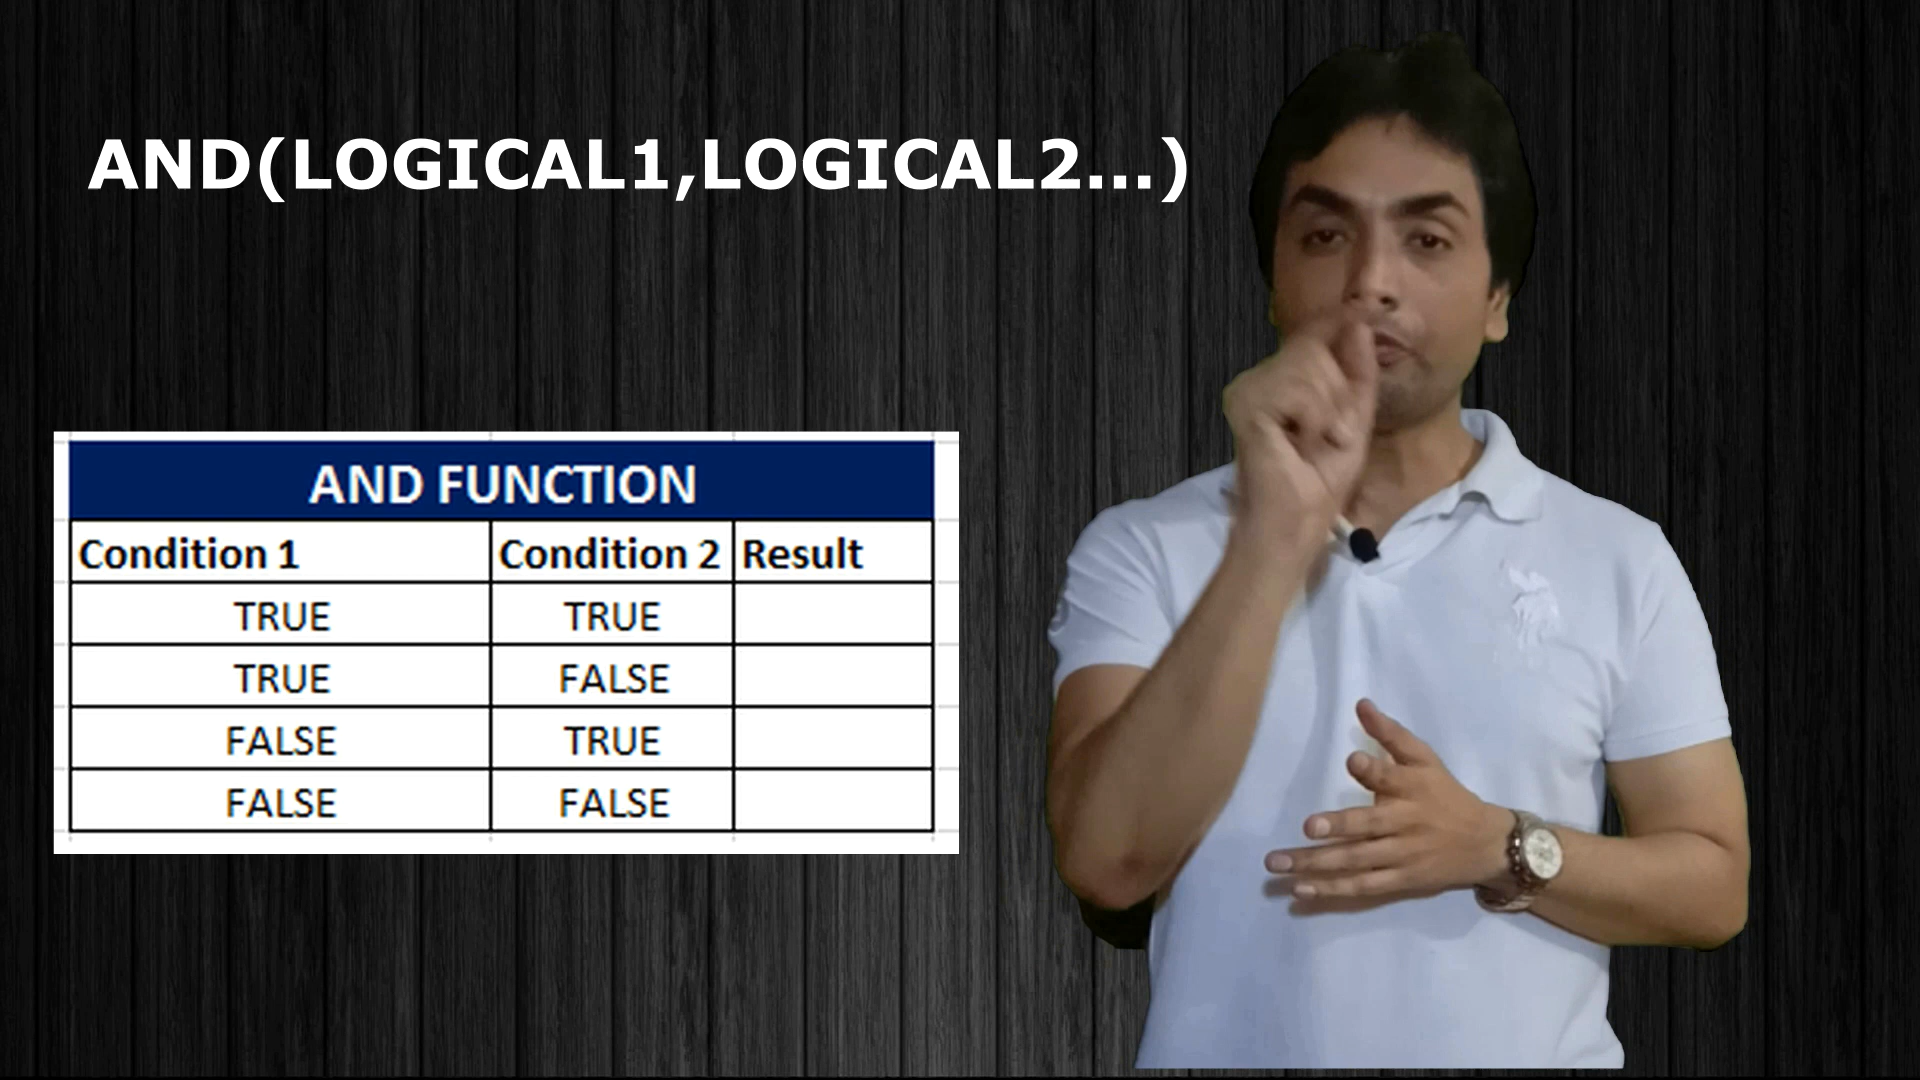 AND(LOGICAL1,LOGICAL2...)
AND FUNCTION
Condition 1 Condition 2 Result
TRUE TRUE
TRUE FALSE
FALSE TRUE
FALSE FALSE